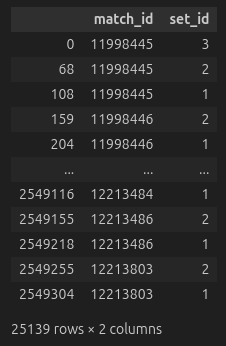 match_id set_id
0 11998445 3
68 11998445 2
108 11998445 1
159 11998446 2
204 11998446 1
... ... ...
2549116 12213484 1
2549155 12213486 2
2549218 12213486 1
2549255 12213803 2
2549304 12213803 1
25139 rows × 2 columns